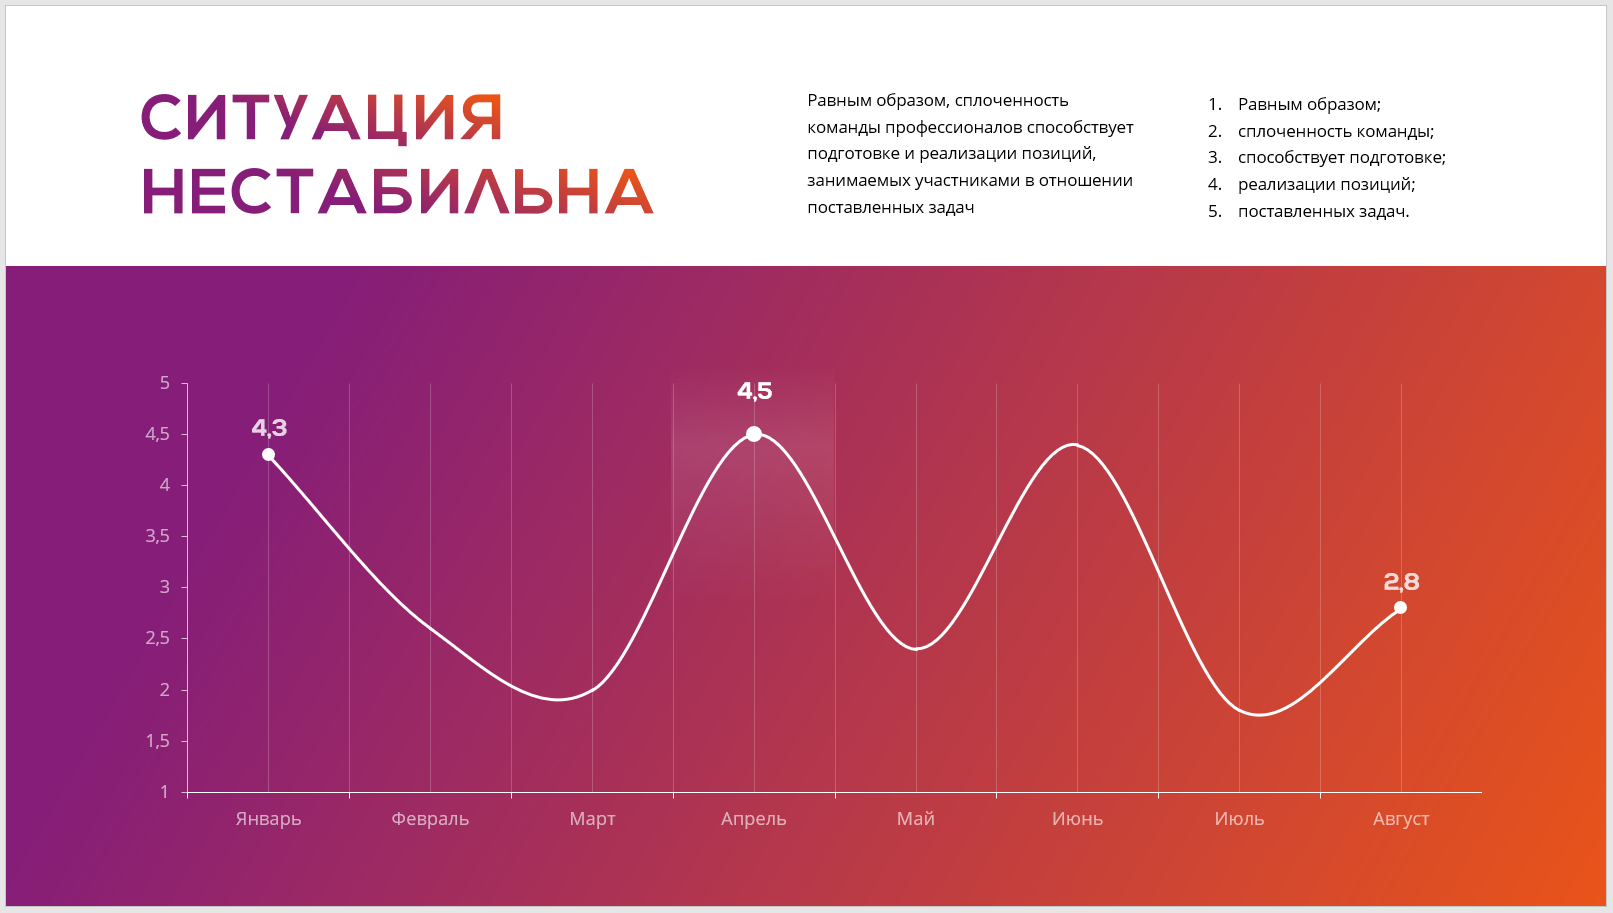 СИТУАЦИЯ
НЕСТАБИЛЬНА
Равным образом, сплоченность
команды профессионалов способствует
подготовке и реализации позиций,
занимаемых участниками в отношении
поставленных задач
1. Равным образом;
2. сплоченность команды;
3. способствует подготовке;
4. реализации позиций;
5. поставленных задач.
5
4,5
4
3,5
3
2,5
2
1,5
1
4,3
4,5
2,8
Январь
Февраль
Март
Апрель
Май
Июнь
Июль
Август